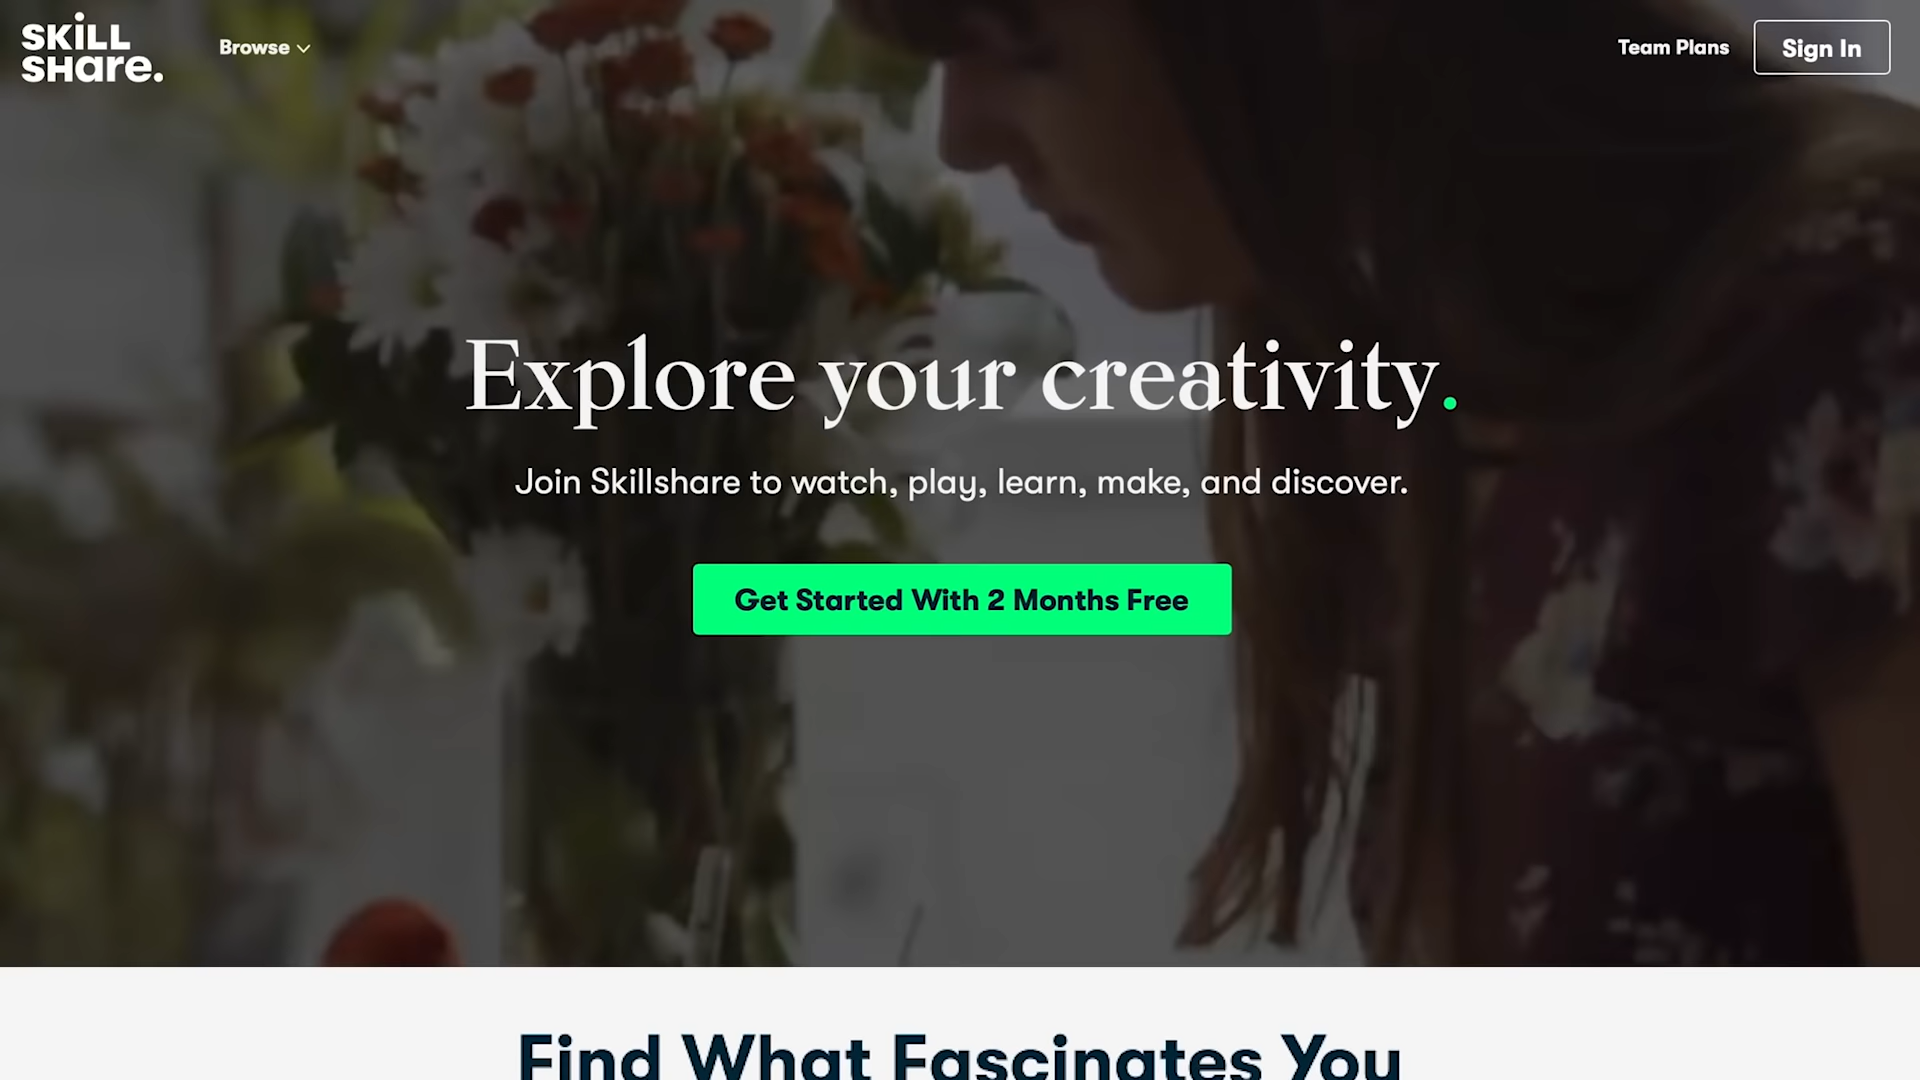 SKiLL
SHare.
Browse
Team Plans
Sign In
Explore your creativity.
Join Skillshare to watch, play, learn, make, and discover.
Get Started With 2 Months Free
Find What Fascinates You